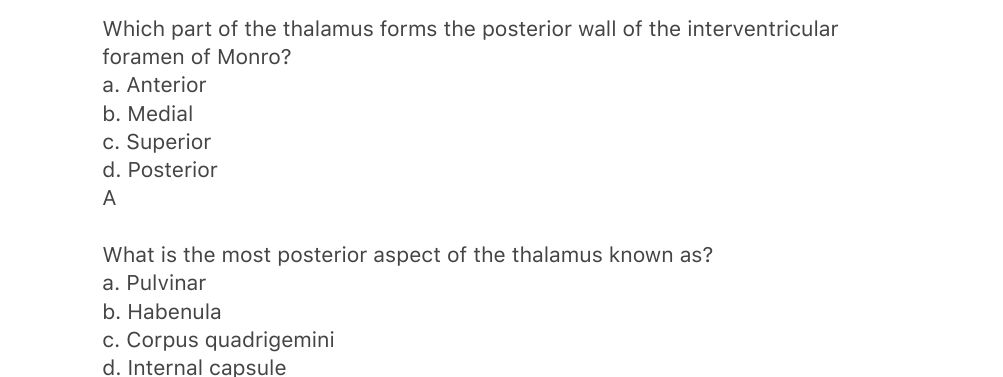 Which part of the thalamus forms the posterior wall of the interventricular
foramen of Monro?
a. Anterior
b. Medial
c. Superior
d. Posterior
A
What is the most posterior aspect of the thalamus known as?
a. Pulvinar
b. Habenula
c. Corpus quadrigemini
d. Internal capsule